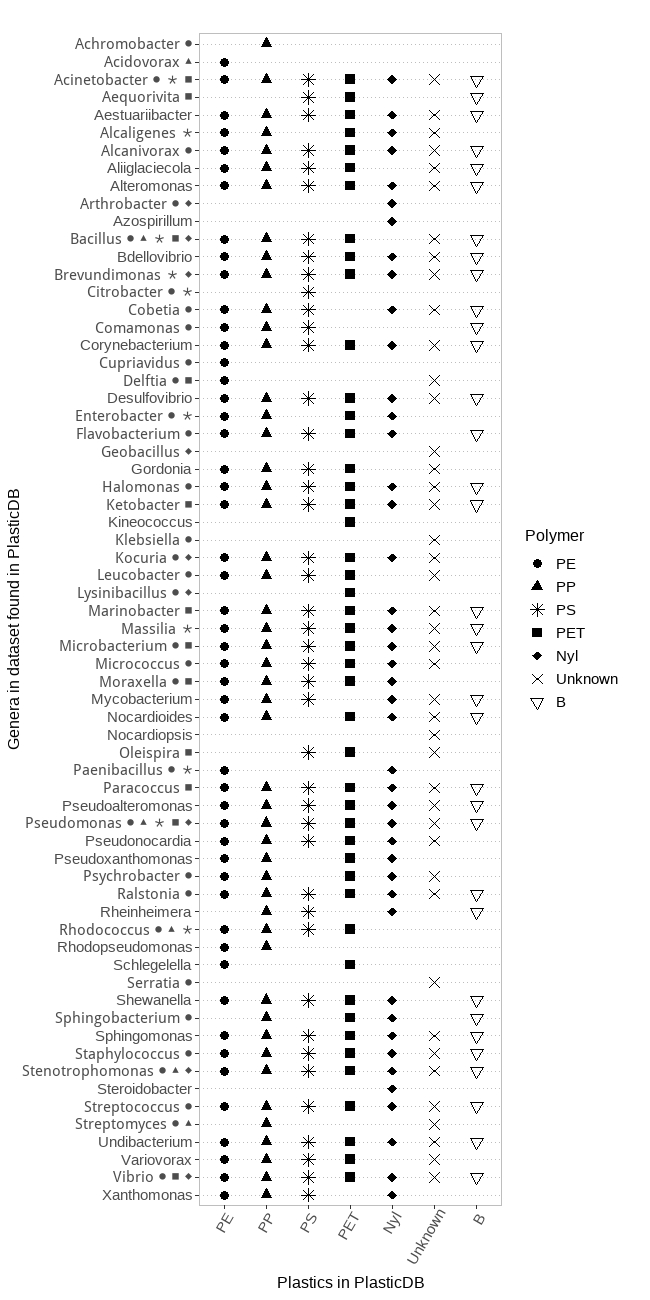 Achromobacter ●
Acidovorax ▲
Acinetobacter ● * ■
Aequorivita ■
Aestuariibacter
Alcaligenes *
Alcanivorax ●
Aliiglaciecola
Alteromonas
Arthrobacter ● ◆
Azospirillum
Bacillus ● ▲ * ■ ◆
Bdellovibrio
Brevundimonas * ◆
Citrobacter ● *
Cobetia ●
Comamonas ●
Corynebacterium
Cupriavidus ●
Delftia ● ■
Desulfovibrio
Enterobacter ● *
Flavobacterium ●
Geobacillus ◆
Gordonia
Halomonas ●
Ketobacter ■
Kineococcus
Klebsiella ●
Kocuria ● ◆
Leucobacter ●
Lysinibacillus ● ◆
Marinobacter ■
Massilia *
Microbacterium ● ■
Micrococcus ●
Moraxella ● ■
Mycobacterium
Nocardioides
Nocardiopsis
Oleispira ■
Paenibacillus ● *
Paracoccus ■
Pseudoalteromonas
Pseudomonas ● ▲ * ■ ◆
Pseudonocardia
Pseudoxanthomonas
Psychrobacter ●
Ralstonia ●
Rheinheimera
Rhodococcus ● ▲ *
Rhodopseudomonas
Schlegelella
Serratia ●
Shewanella
Sphingobacterium ●
Sphingomonas
Staphylococcus ●
Stenotrophomonas ● ▲ ◆
Steroidobacter
Streptococcus ●
Streptomyces ● ▲
Undibacterium
Variovorax
Vibrio ● ■ ◆
Xanthomonas
Genera in dataset found in PlasticDB
PE
PP
PS
PET
Nyl
Unknown
B
Plastics in PlasticDB
Polymer
PE
PP
PS
PET
Nyl
Unknown
B